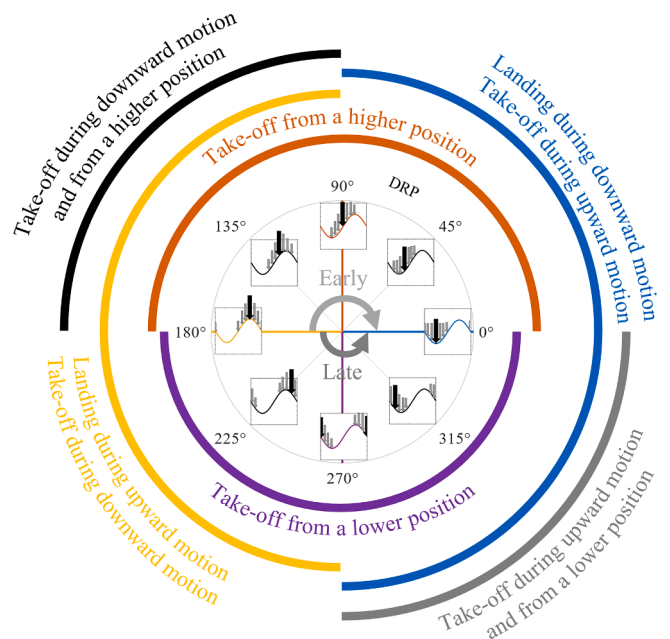 Take-off during downward motion
and from a higher position
Landing during downward motion
Take-off during upward motion
Take-off from a higher position
90°
DRP
135°
45°
Early
180°
0°
Late
225°
315°
270°
Take-off from a lower position
Landing during upward motion
Take-off during downward motion
Take-off during upward motion
and from a lower position